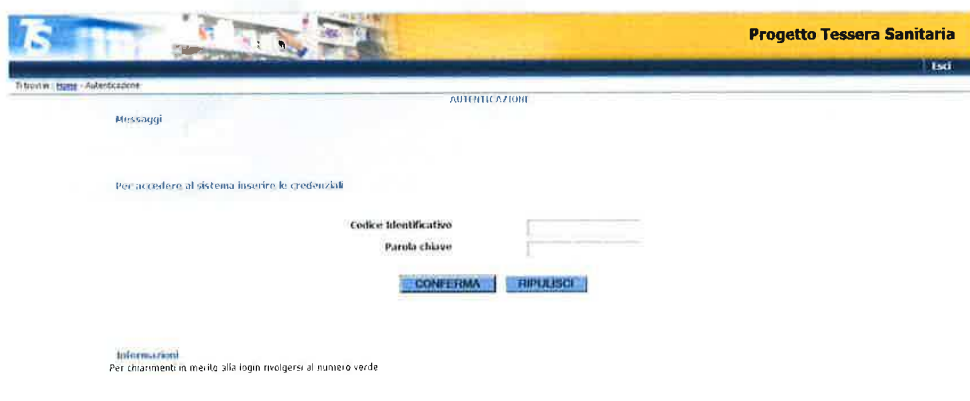 TS
Progetto Tessera Sanitaria
Esci
Ti trovi in : Home - Autenticazione
AUTENTICAZIONE
Messaggi
Per accedere al sistema inserire le credenziali
Codice Identificativo
Parola chiave
CONFERMA RIPULISCI
Informazioni
Per chiarimenti in merito alla login rivolgersi al numero verde